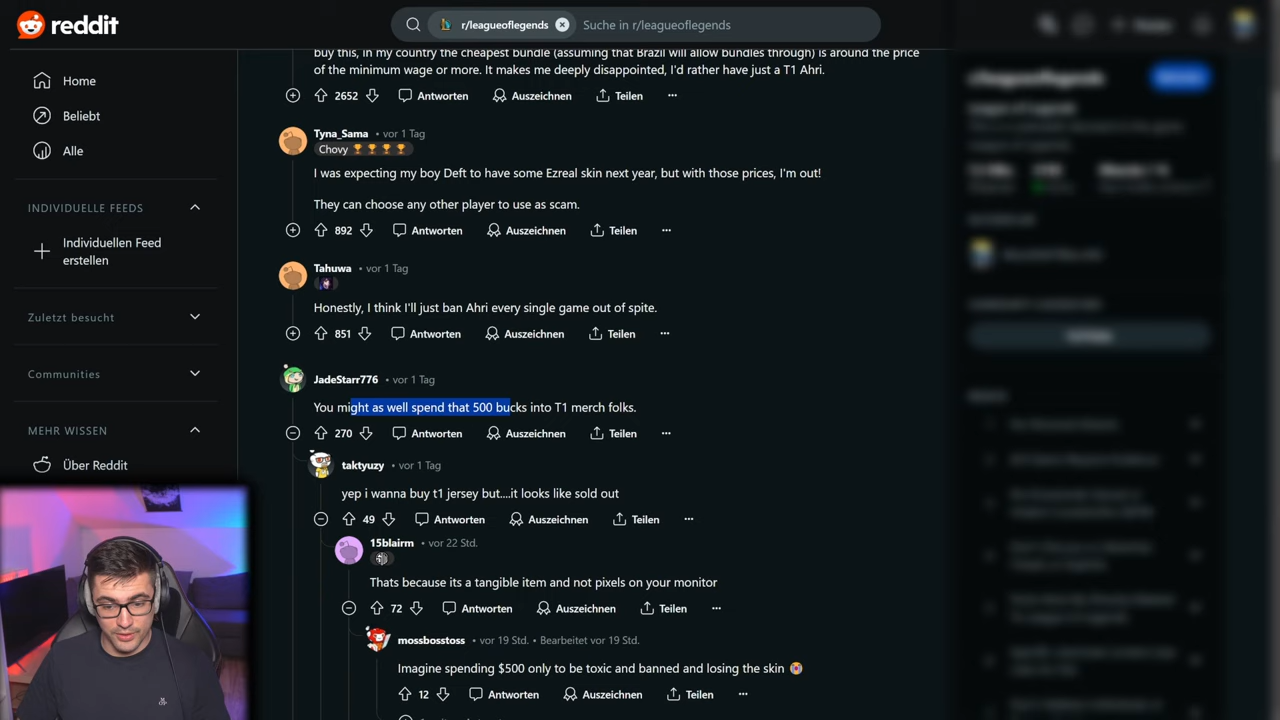 reddit
r/leagueoflegends
Suche in r/leagueoflegends
Home
Beliebt
Alle
INDIVIDUELLE FEEDS
Individuellen Feed
erstellen
Zuletzt besucht
Communities
MEHR WISSEN
Über Reddit
buy this, in my country the cheapest bundle (assuming that Brazil will allow bundles through) is around the price
of the minimum wage or more. It makes me deeply disappointed, I'd rather have just a T1 Ahri.
2652 Antworten Auszeichnen Teilen ...
Tyna_Sama • vor 1 Tag
Chovy 🏆🏆🏆🏆
I was expecting my boy Deft to have some Ezreal skin next year, but with those prices, I'm out!
They can choose any other player to use as scam.
892 Antworten Auszeichnen Teilen ...
Tahuwa • vor 1 Tag
Honestly, I think I'll just ban Ahri every single game out of spite.
851 Antworten Auszeichnen Teilen ...
JadeStarr776 • vor 1 Tag
You might as well spend that 500 bucks into T1 merch folks.
270 Antworten Auszeichnen Teilen ...
taktyuzy • vor 1 Tag
yep i wanna buy t1 jersey but....it looks like sold out
49 Antworten Auszeichnen Teilen ...
15blairm • vor 22 Std.
Thats because its a tangible item and not pixels on your monitor
72 Antworten Auszeichnen Teilen ...
mossbosstoss • vor 19 Std. • Bearbeitet vor 19 Std.
Imagine spending $500 only to be toxic and banned and losing the skin 😭
12 Antworten Auszeichnen Teilen ...